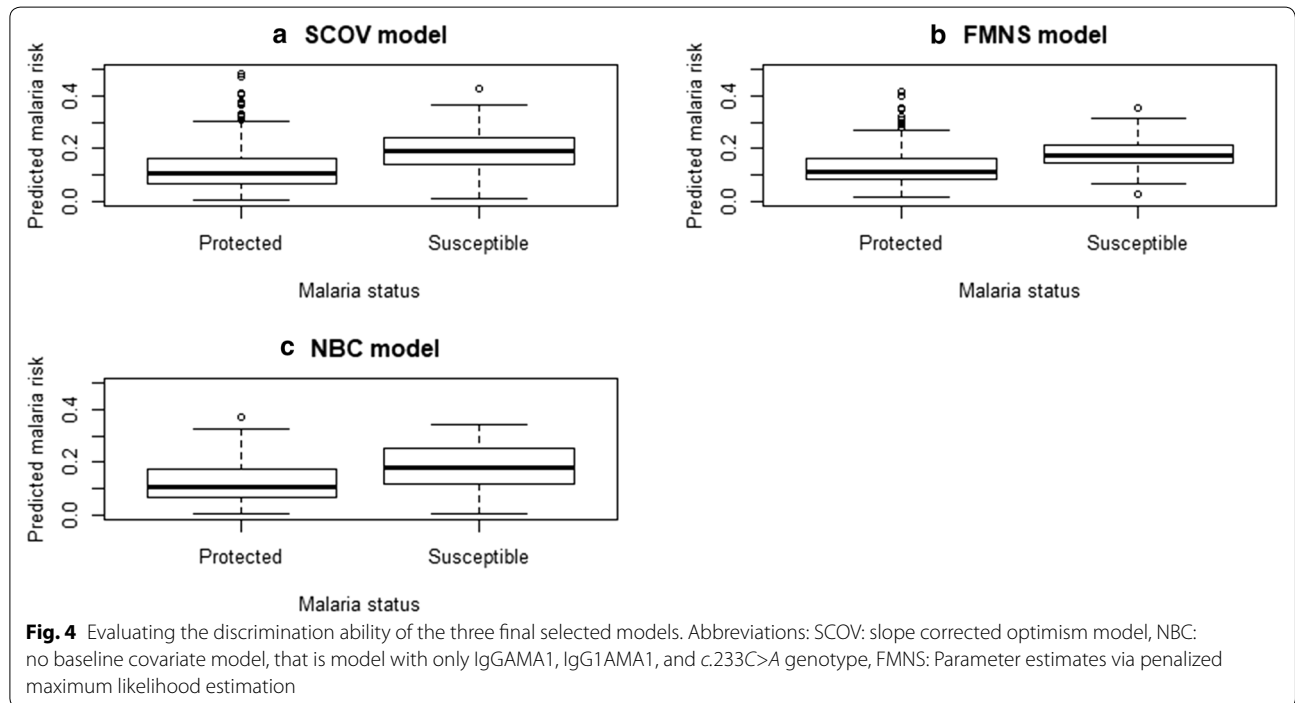 a SCOV model
Predicted malaria risk
0.4
0.2
0.0
Protected
Susceptible
Malaria status
b FMNS model
Predicted malaria risk
0.4
0.2
0.0
Protected
Susceptible
Malaria status
c NBC model
Predicted malaria risk
0.4
0.2
0.0
Protected
Susceptible
Malaria status
Fig. 4 Evaluating the discrimination ability of the three final selected models. Abbreviations: SCOV: slope corrected optimism model, NBC:
no baseline covariate model, that is model with only IgGAMA1, IgG1AMA1, and c.233C>A genotype, FMNS: Parameter estimates via penalized
maximum likelihood estimation